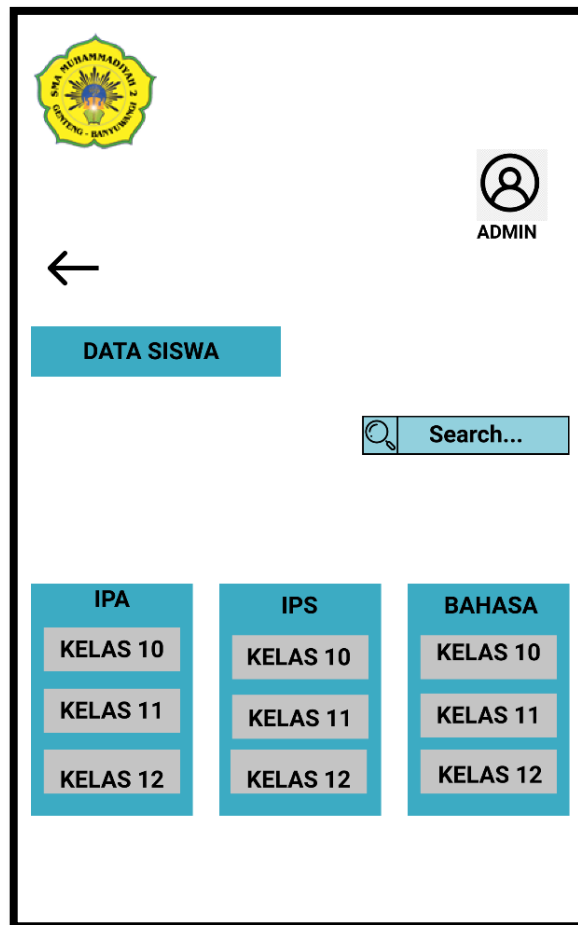 SMA MUHAMMADIYAH 2
GENTENG - BANYUWANGI
ADMIN
DATA SISWA
Search...
IPA
KELAS 10
KELAS 11
KELAS 12
IPS
KELAS 10
KELAS 11
KELAS 12
BAHASA
KELAS 10
KELAS 11
KELAS 12